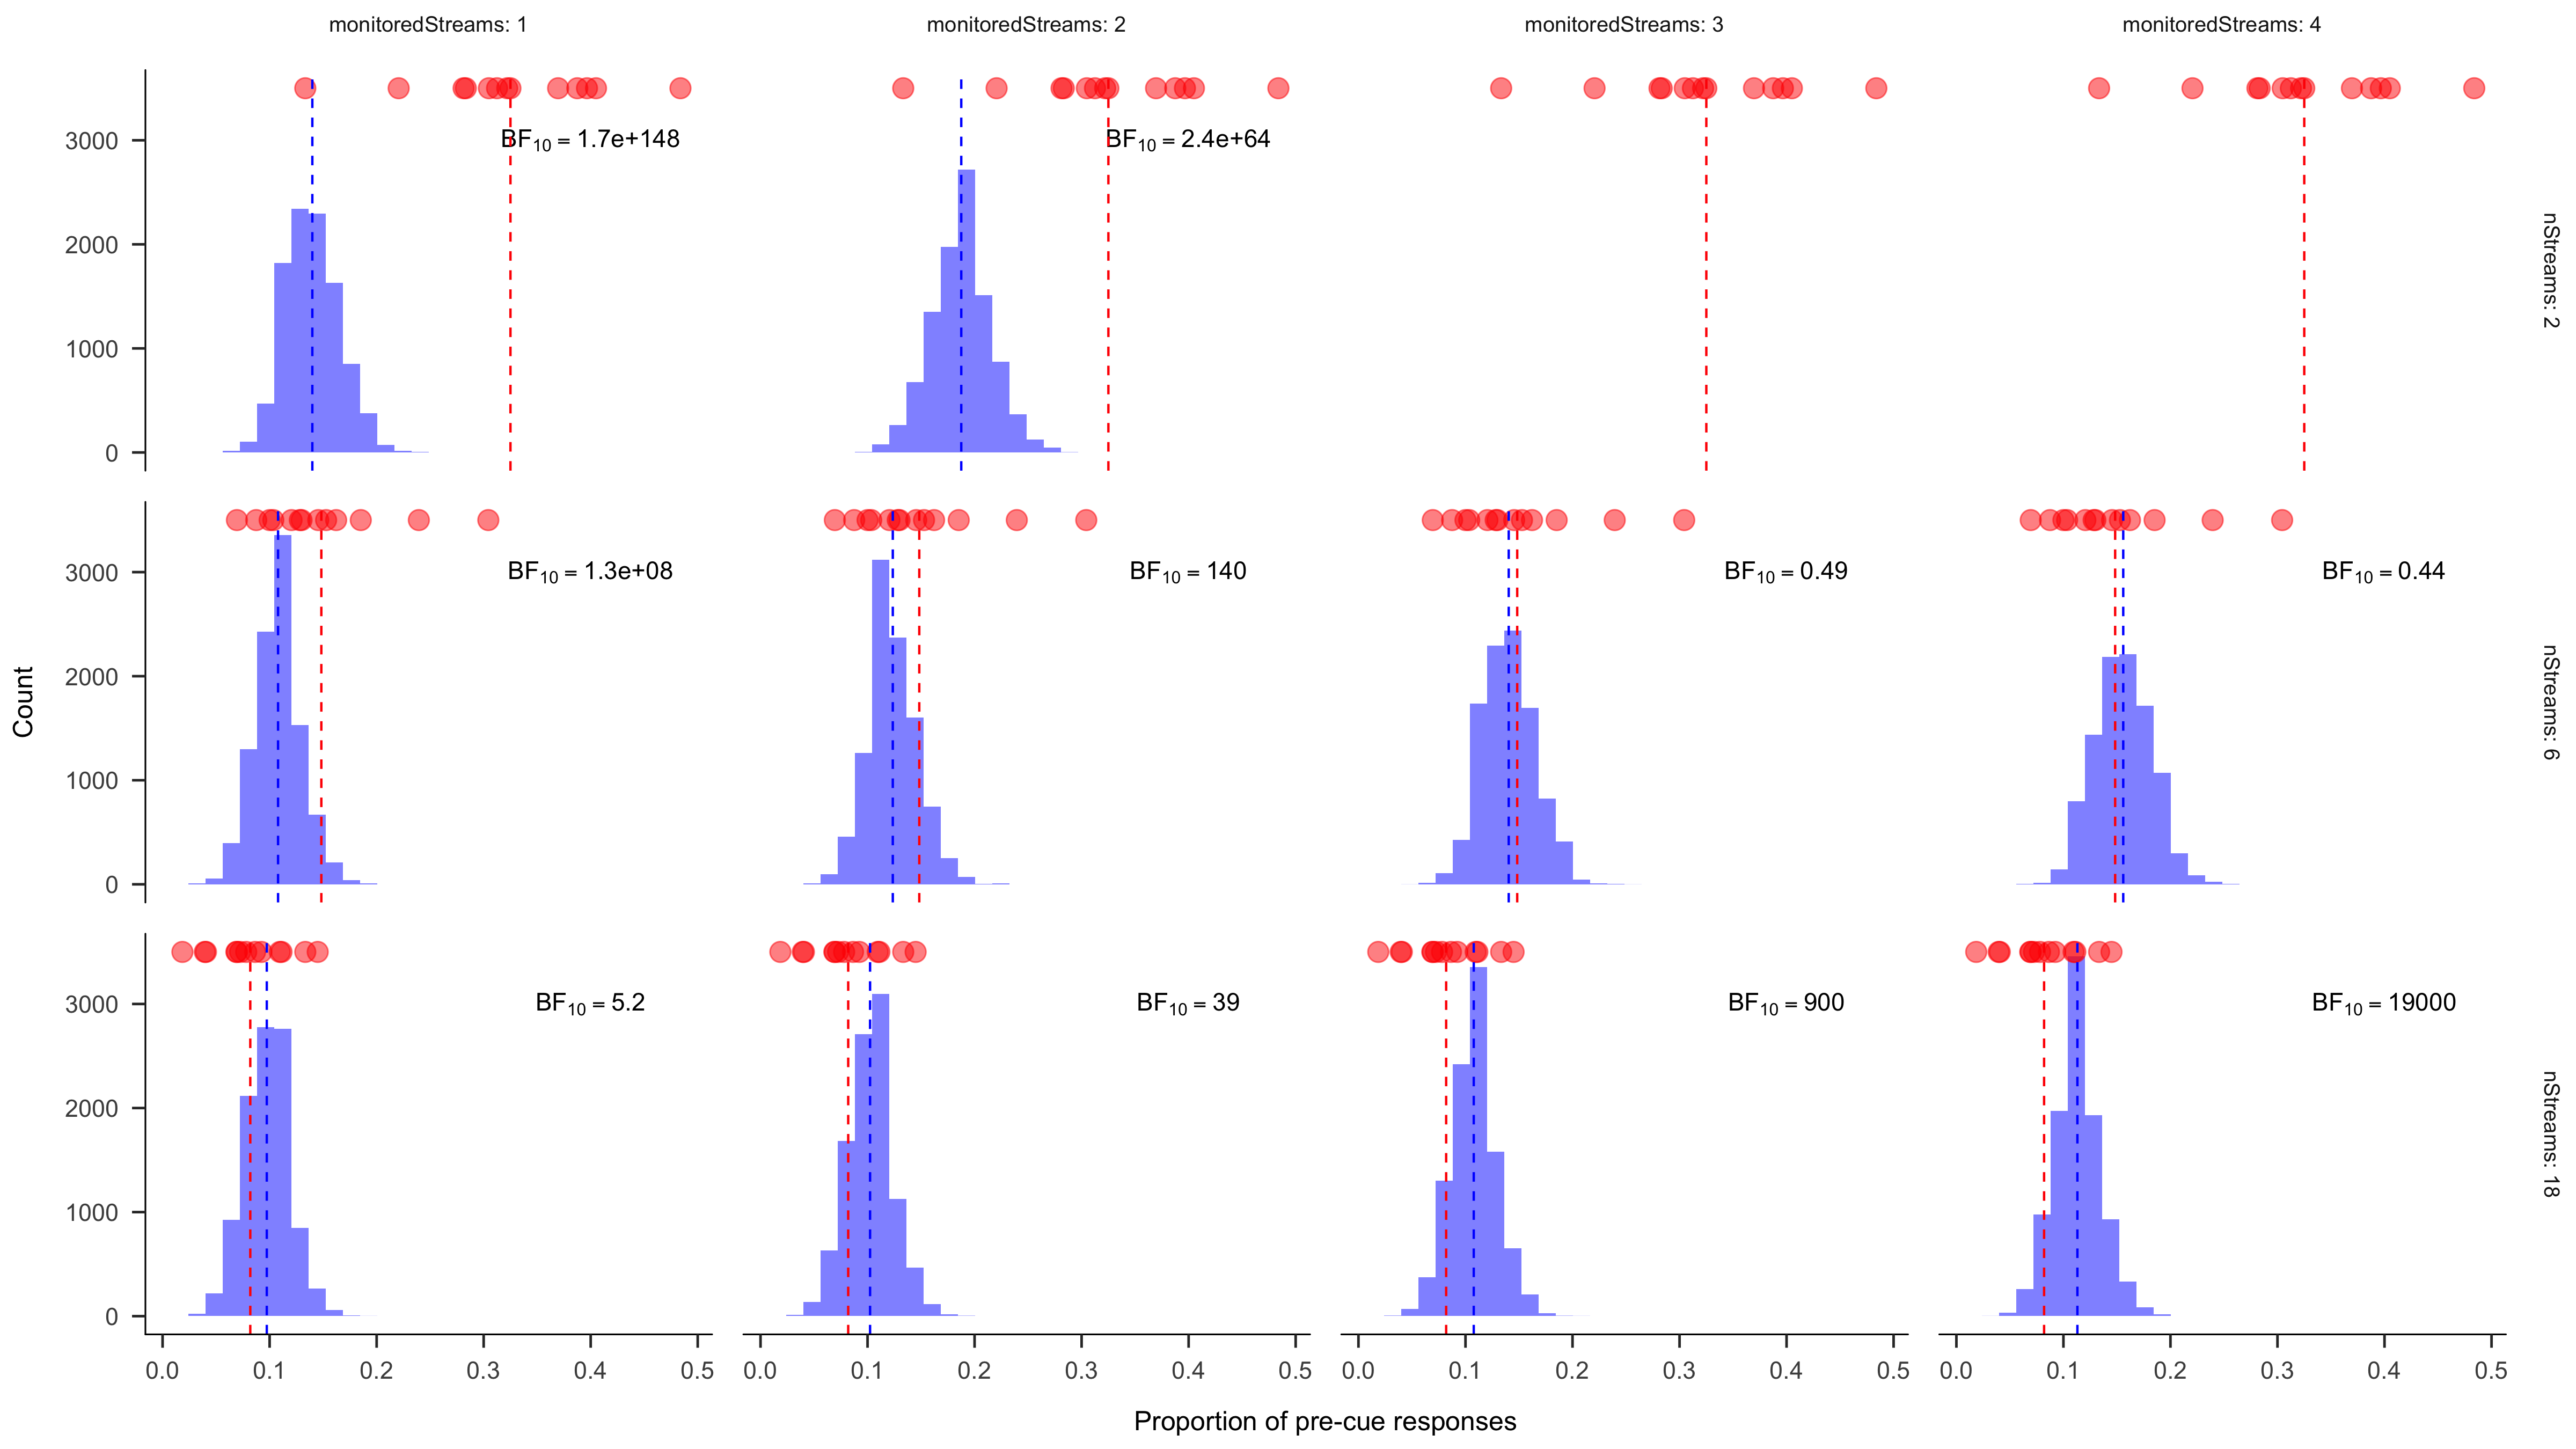 monitoredStreams: 1
monitoredStreams: 2
monitoredStreams: 3
monitoredStreams: 4
3000
2000
1000
0
BF₁₀ = 1.7e+148
BF₁₀ = 2.4e+64
nStreams: 2
3000
2000
1000
0
BF₁₀ = 1.3e+08
BF₁₀ = 140
BF₁₀ = 0.49
BF₁₀ = 0.44
nStreams: 6
Count
3000
2000
1000
0
BF₁₀ = 5.2
BF₁₀ = 39
BF₁₀ = 900
BF₁₀ = 19000
nStreams: 18
0.0 0.1 0.2 0.3 0.4 0.5
0.0 0.1 0.2 0.3 0.4 0.5
0.0 0.1 0.2 0.3 0.4 0.5
0.0 0.1 0.2 0.3 0.4 0.5
Proportion of pre-cue responses